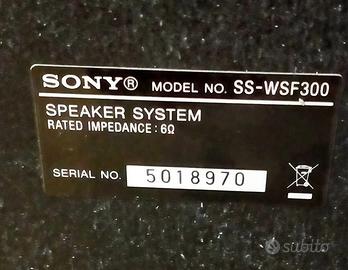 SONY® MODEL NO. SS-WSF300
SPEAKER SYSTEM
RATED IMPEDANCE : 6Ω
SERIAL NO. 5018970
subito